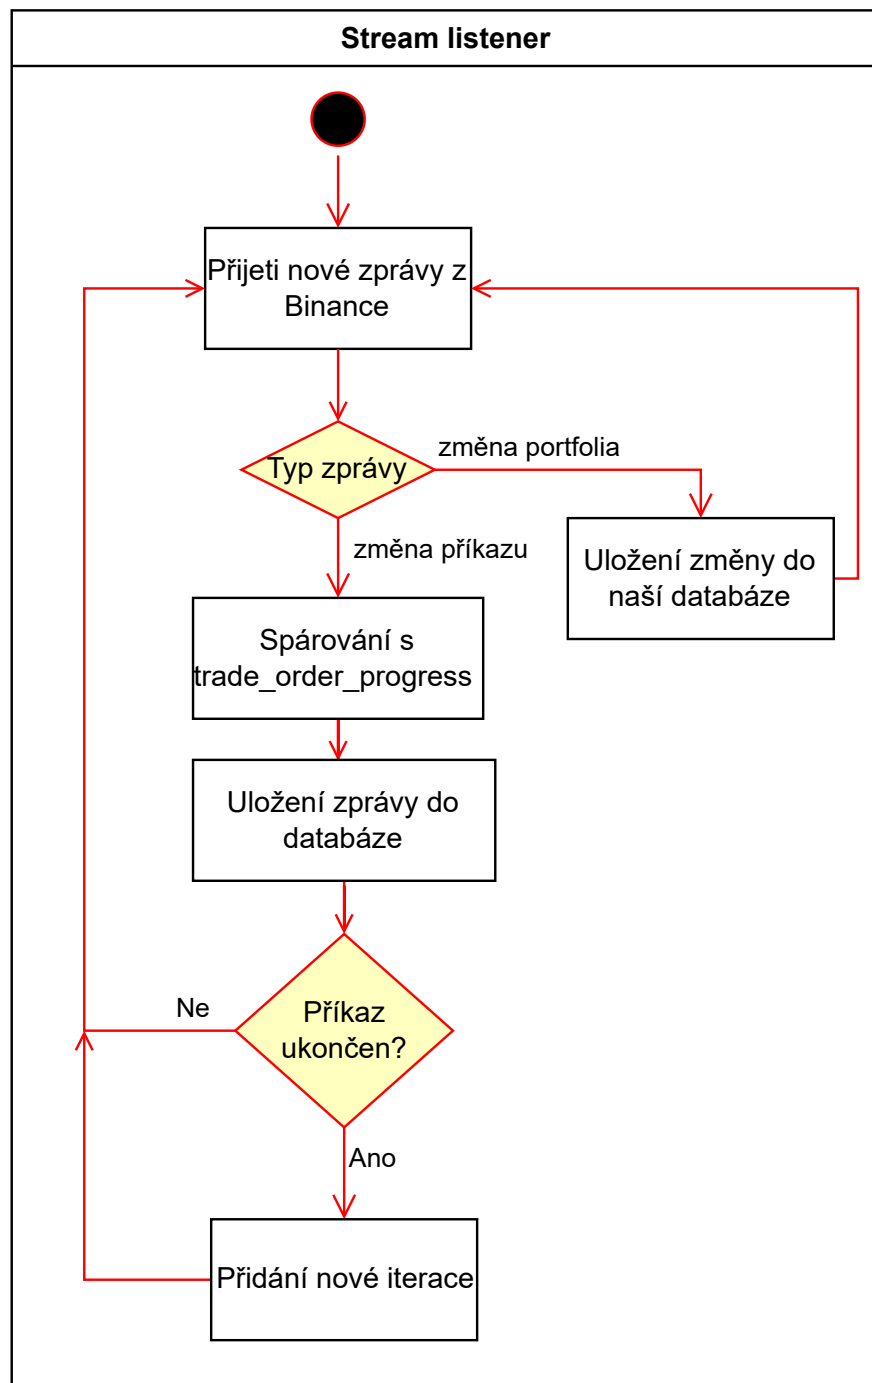 Stream listener
Přijeti nové zprávy z
Binance
Typ zprávy
změna portfolia
změna příkazu
Uložení změny do
naší databáze
Spárování s
trade_order_progress
Uložení zprávy do
databáze
Ne
Příkaz
ukončen?
Ano
Přidání nové iterace